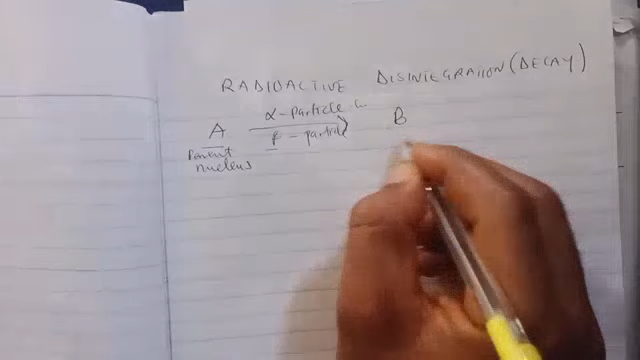 RADIOACTIVE DISINTEGRATION (DECAY)
α-particle
A β-particle B
Parent
nucleus